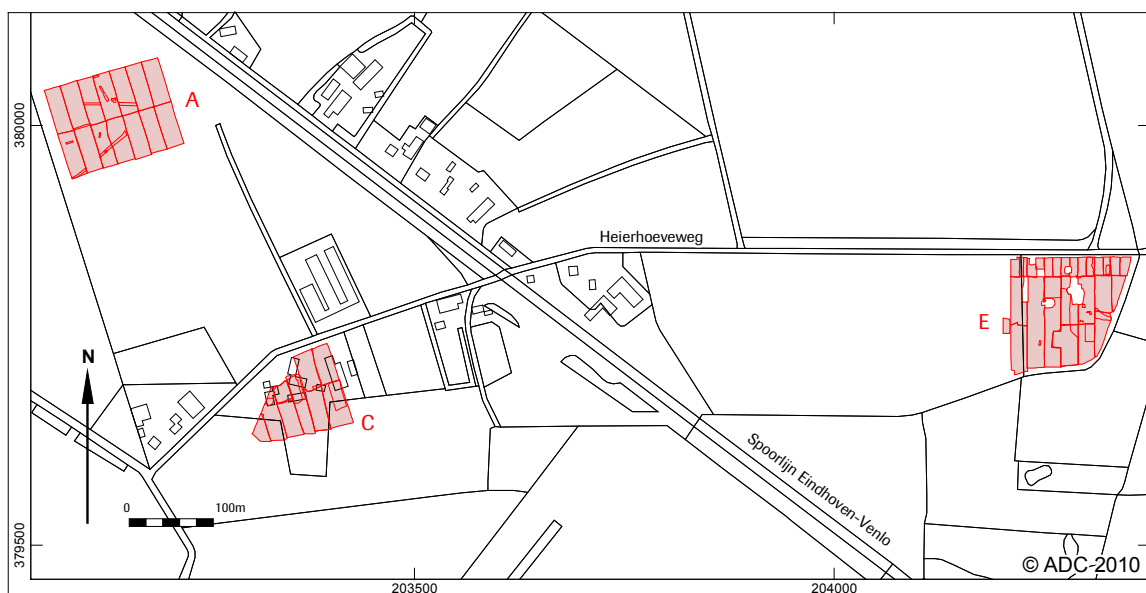 A
380000
Heierhoeveweg
E
N
C
0 100m
Spoorlijn Eindhoven-Venlo
379500
© ADC-2010
203500
204000